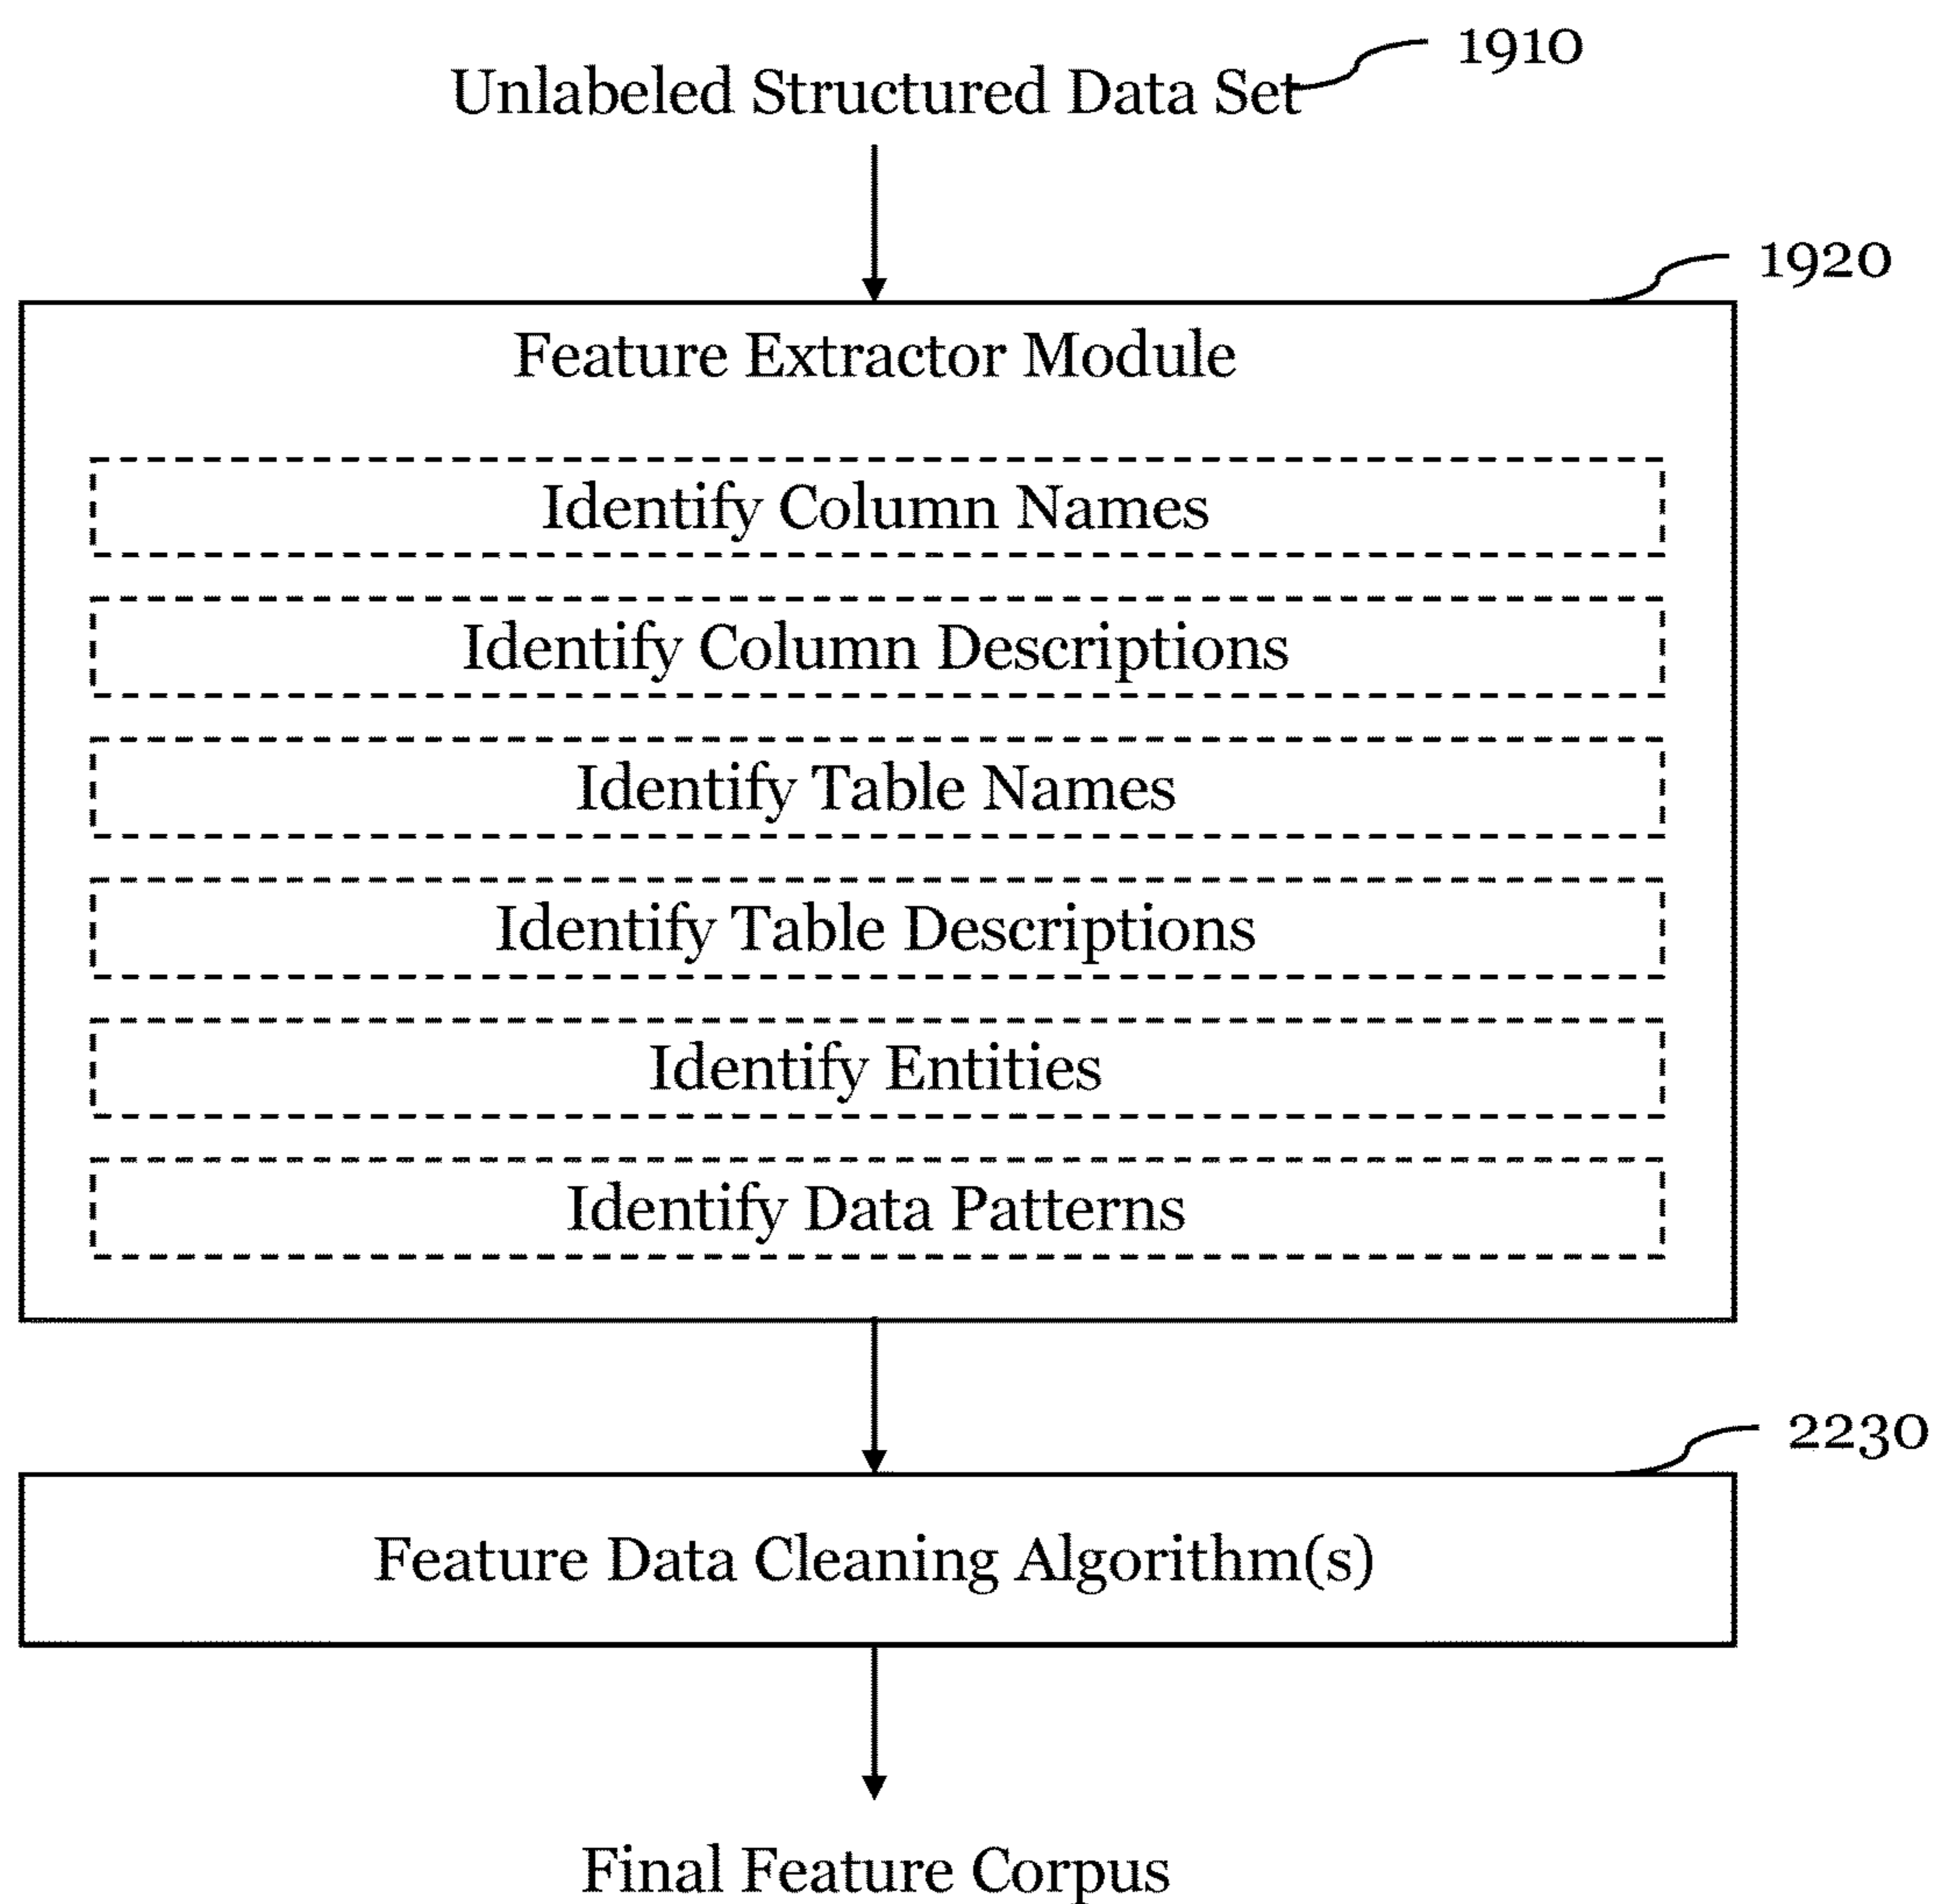 1910
Unlabeled Structured Data Set
1920
Feature Extractor Module
Identify Column Names
Identify Column Descriptions
Identify Table Names
Identify Table Descriptions
Identify Entities
Identify Data Patterns
2230
Feature Data Cleaning Algorithm(s)
Final Feature Corpus